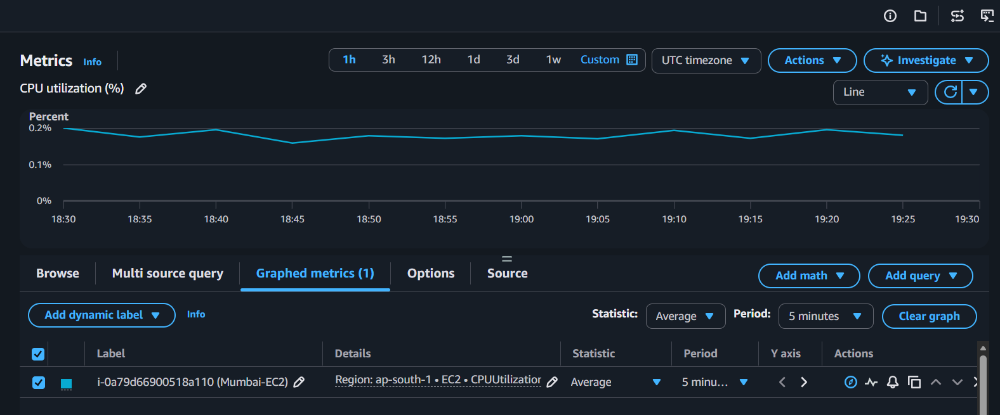 Metrics Info 1h 3h 12h 1d 3d 1w Custom UTC timezone Actions Investigate
CPU utilization (%) Line
Percent
0.2%
0.1%
0%
18:30 18:35 18:40 18:45 18:50 18:55 19:00 19:05 19:10 19:15 19:20 19:25 19:30
Browse Multi source query Graphed metrics (1) Options Source Add math Add query
Add dynamic label Info Statistic: Average Period: 5 minutes Clear graph
Label Details Statistic Period Y axis Actions
i-0a79d66900518a110 (Mumbai-EC2) Region: ap-south-1 • EC2 • CPUUtilization Average 5 minu...